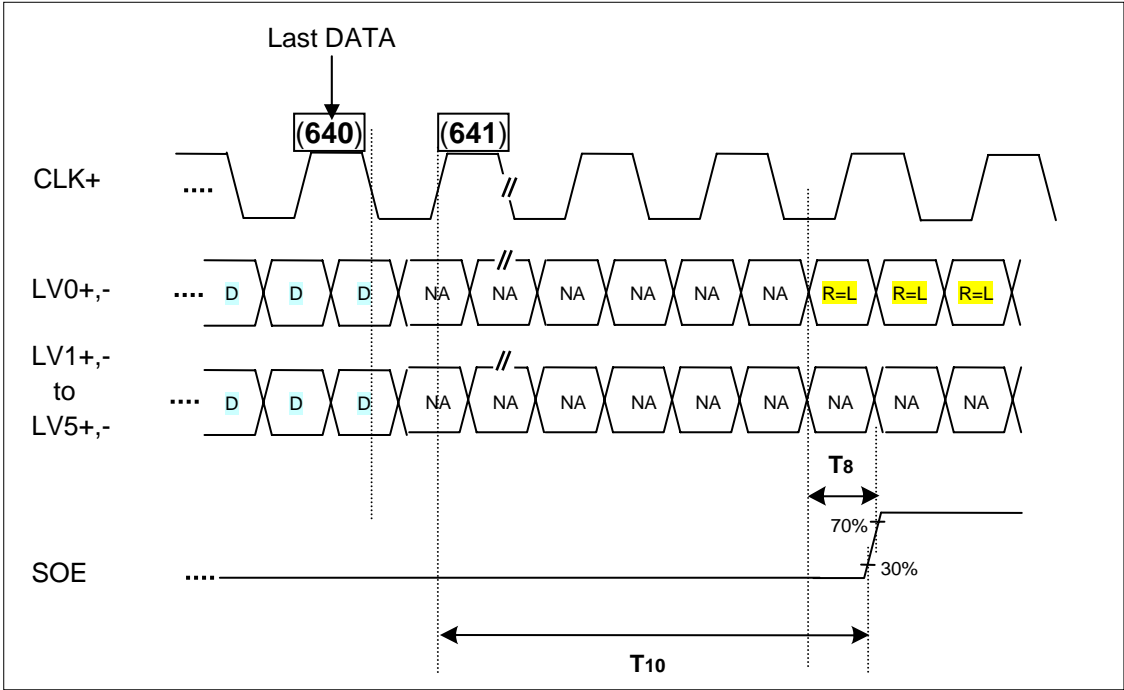 Last DATA
(640) (641)
CLK+ ....
LV0+,- .... D D D NA NA NA NA NA NA R=L R=L R=L
LV1+,-
to
LV5+,-
.... D D D NA NA NA NA NA NA NA NA NA
T8
70%
30%
SOE ....
T10